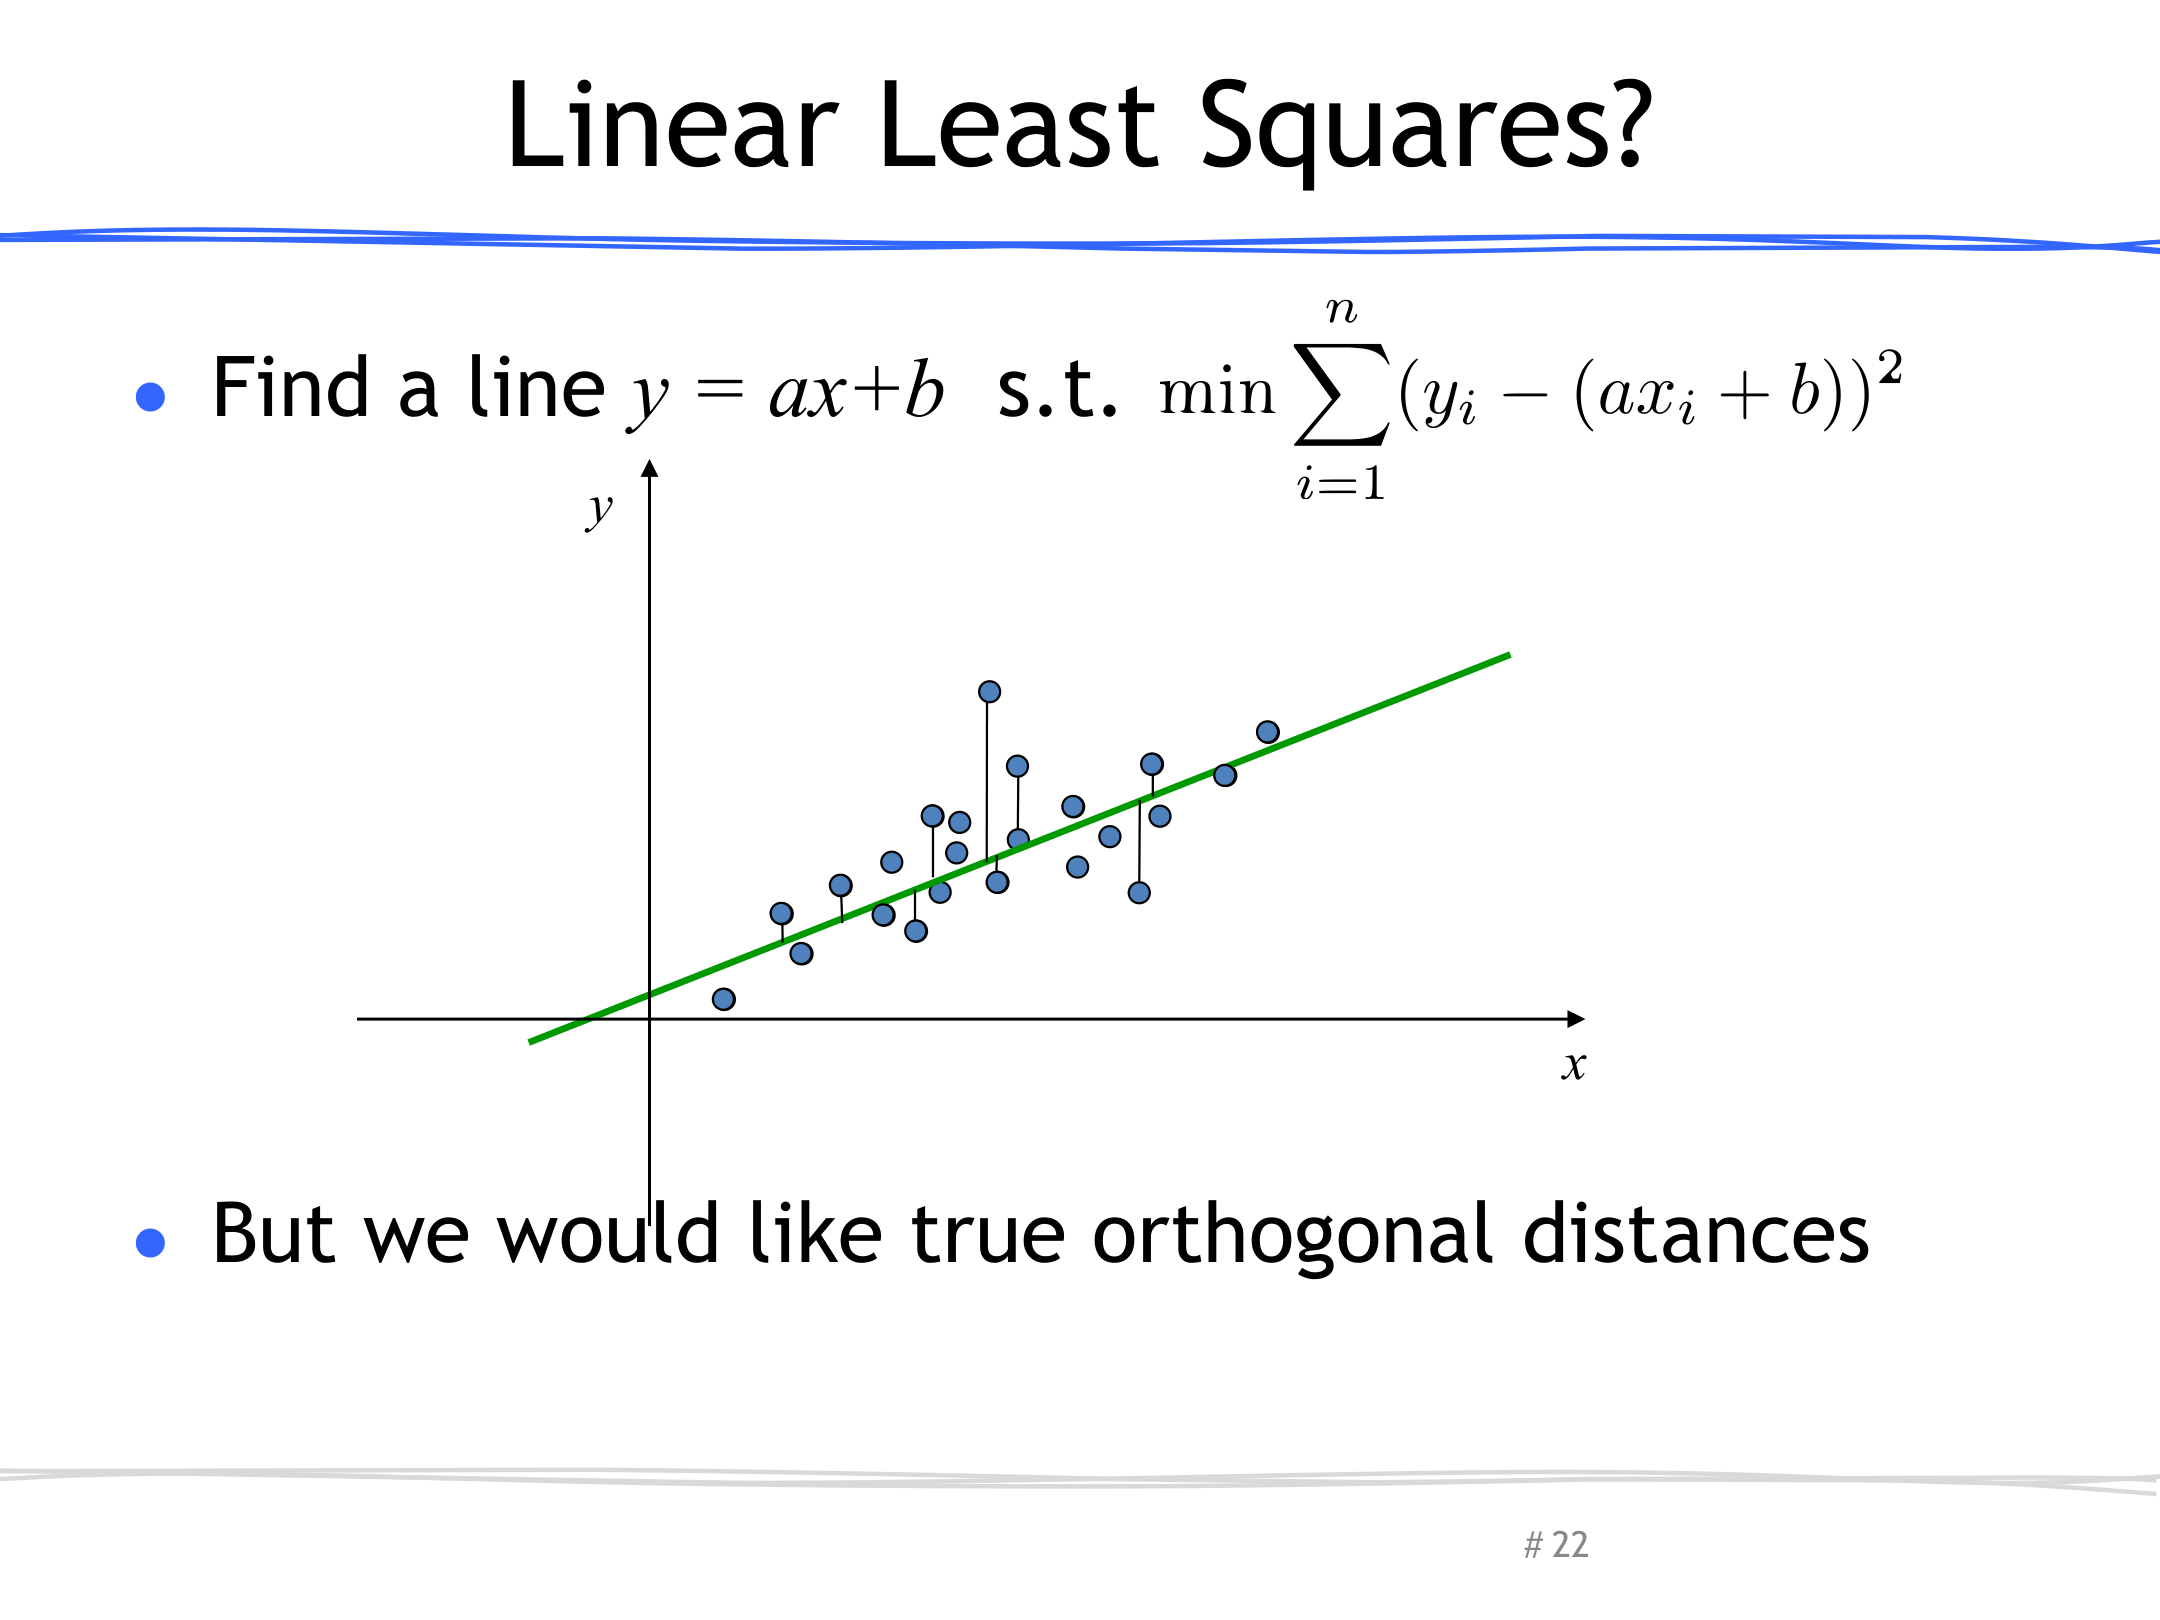 Linear Least Squares?
• Find a line y = ax+b s.t. min ∑_{i=1}^{n} (y_i − (ax_i + b))²
y
x
• But we would like true orthogonal distances
# 22